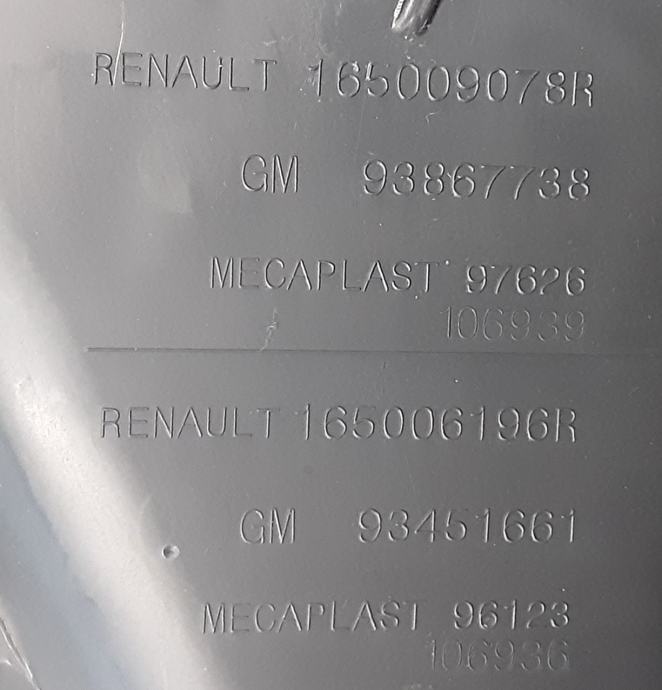 RENAULT 165009078R
GM 93867738
MECAPLAST 97626
106939
RENAULT 165006196R
GM 93451661
MECAPLAST 96123
106936